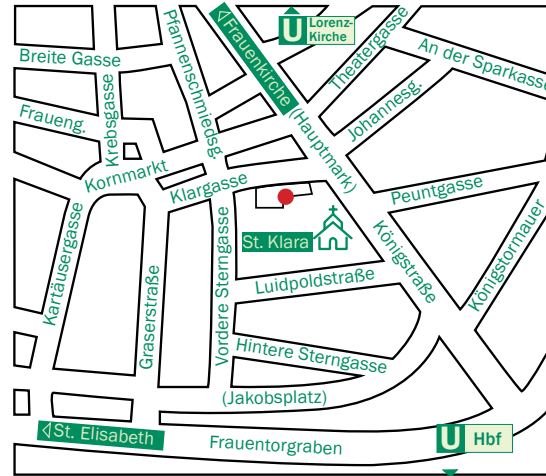 U Lorenz-
Kirche
Frauenkirche
(Hauptmark)
Pfannenschmiedsg.
Theatergasse
An der Sparkasse
Breite Gasse
Krebsgasse
Fraueng.
Johannesg.
Kornmarkt
Klargasse
Peuntgasse
St. Klara
Königstraße
Königstormauer
Kartäusergasse
Graserstraße
Vordere Sterngasse
Luidpoldstraße
Hintere Sterngasse
(Jakobsplatz)
St. Elisabeth
Frauentorgraben
U Hbf